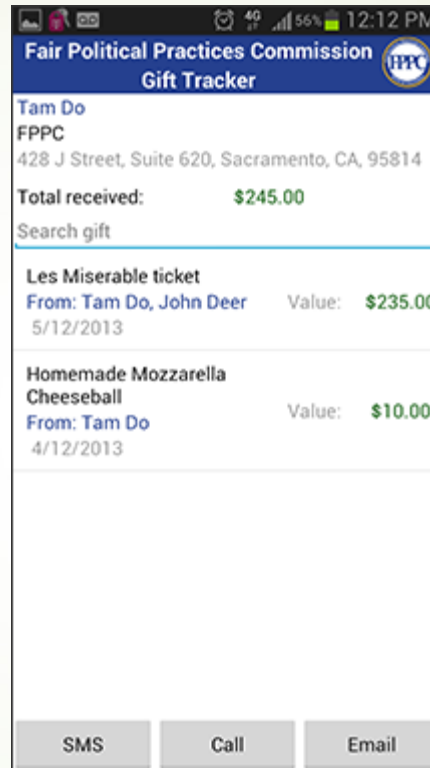 4G 56% 12:12 PM
Fair Political Practices Commission
Gift Tracker
FPPC
Tam Do
FPPC
428 J Street, Suite 620, Sacramento, CA, 95814
Total received: $245.00
Search gift
Les Miserable ticket
From: Tam Do, John Deer Value: $235.00
5/12/2013
Homemade Mozzarella
Cheeseball
Value: $10.00
From: Tam Do
4/12/2013
SMS Call Email